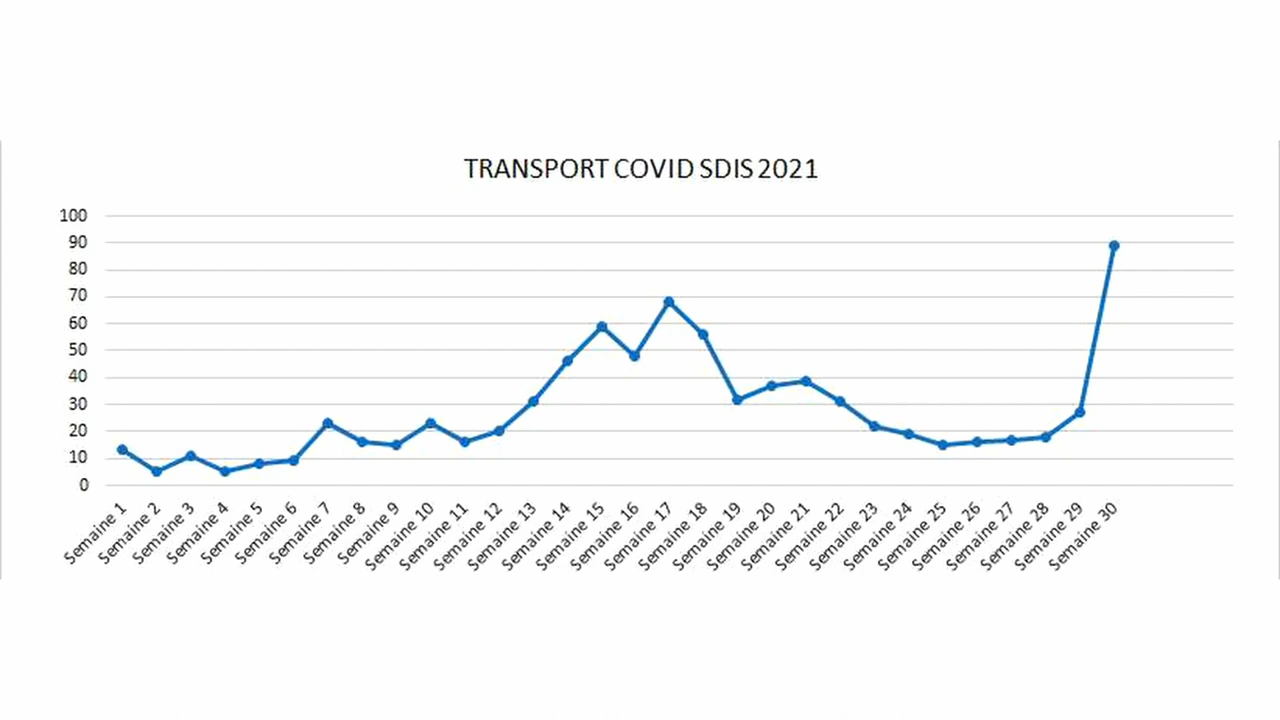 TRANSPORT COVID SDIS 2021
100
90
80
70
60
50
40
30
20
10
0
Semaine 1
Semaine 2
Semaine 3
Semaine 4
Semaine 5
Semaine 6
Semaine 7
Semaine 8
Semaine 9
Semaine 10
Semaine 11
Semaine 12
Semaine 13
Semaine 14
Semaine 15
Semaine 16
Semaine 17
Semaine 18
Semaine 19
Semaine 20
Semaine 21
Semaine 22
Semaine 23
Semaine 24
Semaine 25
Semaine 26
Semaine 27
Semaine 28
Semaine 29
Semaine 30